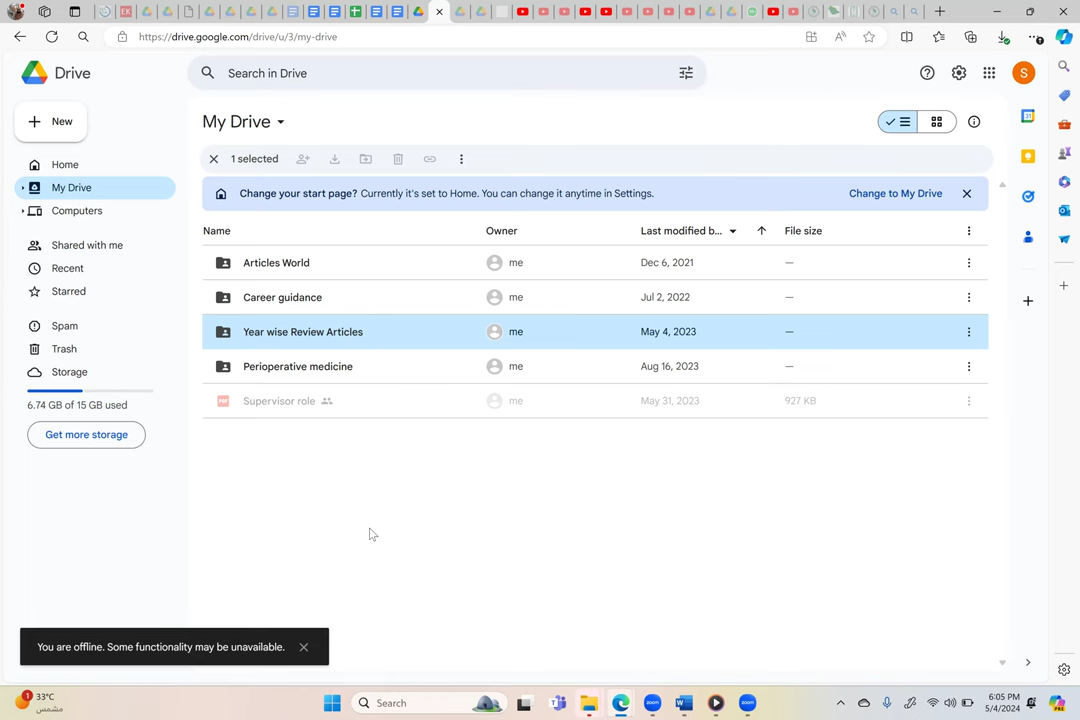 https://drive.google.com/drive/u/3/my-drive
Drive
Search in Drive
S
New
My Drive
1 selected
Home
My Drive
Computers
Change your start page? Currently it's set to Home. You can change it anytime in Settings.
Change to My Drive
Name
Owner
Last modified b...
File size
Shared with me
Recent
Starred
Articles World
me
Dec 6, 2021
—
Career guidance
me
Jul 2, 2022
—
Spam
Trash
Storage
Year wise Review Articles
me
May 4, 2023
—
Perioperative medicine
me
Aug 16, 2023
—
6.74 GB of 15 GB used
Supervisor role
me
May 31, 2023
927 KB
Get more storage
You are offline. Some functionality may be unavailable.
33°C
مشمس
Search
6:05 PM
5/4/2024